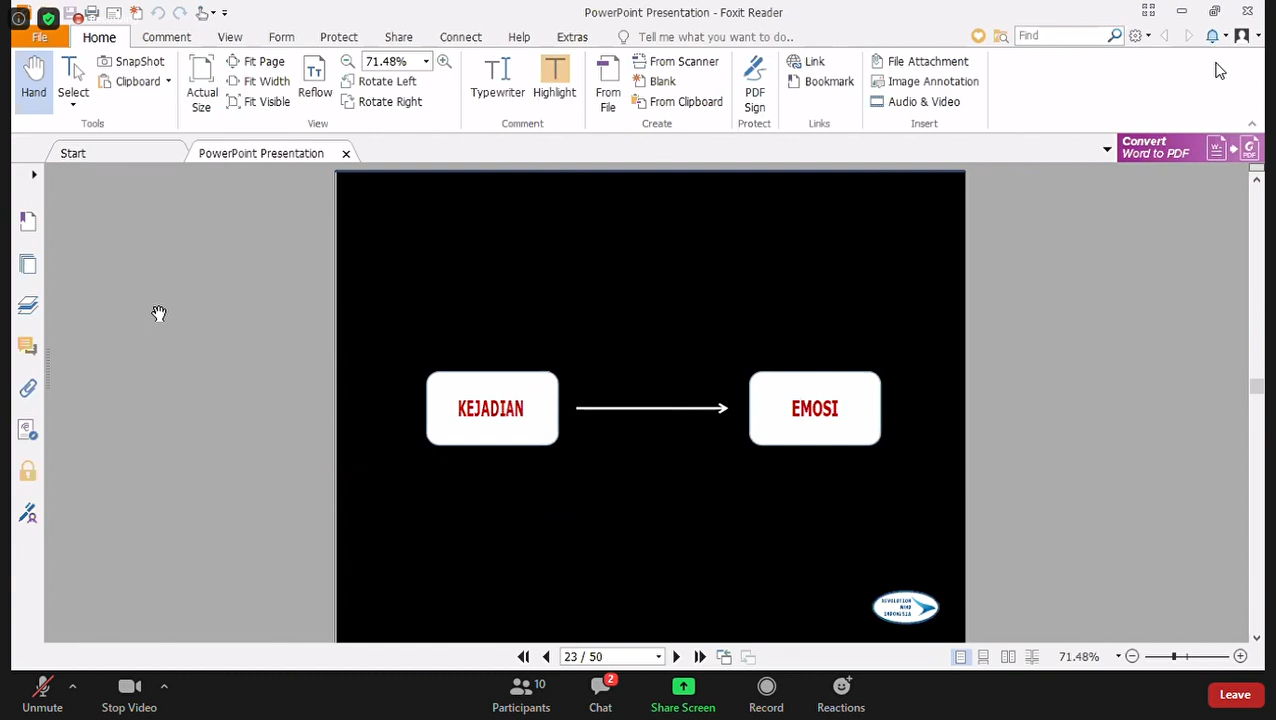 PowerPoint Presentation - Foxit Reader
File Home Comment View Form Protect Share Connect Help Extras Tell me what you want to do.. Find
Hand
Select
SnapShot
Clipboard
Tools
Actual Size
Fit Page
Fit Width
Fit Visible
Reflow
71.48%
Rotate Left
Rotate Right
View
Typewriter
Highlight
Comment
From File
From Scanner
Blank
From Clipboard
Create
PDF Sign
Protect
Link
Bookmark
Links
File Attachment
Image Annotation
Audio & Video
Insert
Start
PowerPoint Presentation
Convert
Word to PDF
KEJADIAN
EMOSI
REVOLUTION
MIND
INDONESIA
23 / 50
71.48%
Unmute
Stop Video
10
Participants
2
Chat
Share Screen
Record
Reactions
Leave